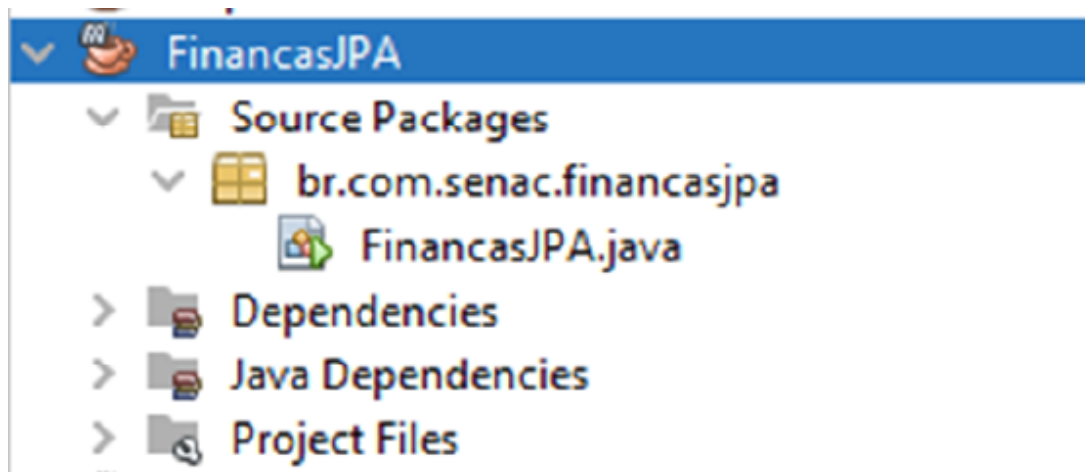 FinancasJPA
Source Packages
br.com.senac.financasjpa
FinancasJPA.java
Dependencies
Java Dependencies
Project Files